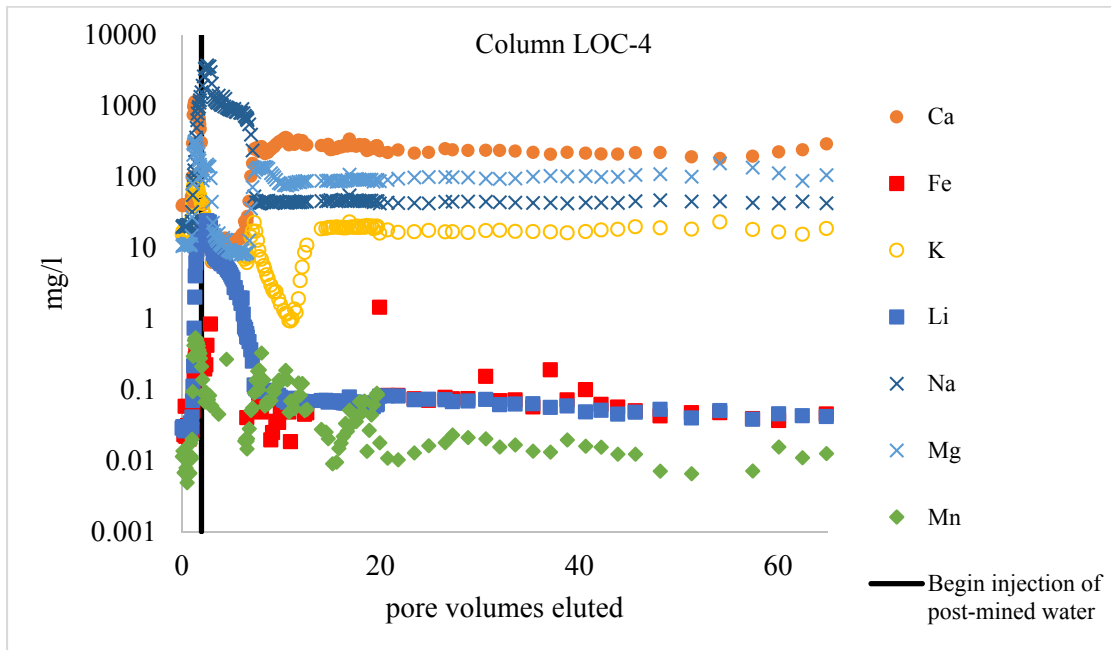 Column LOC-4
10000
1000
100
10
1
0.1
0.01
0.001
mg/l
0 20 40 60
pore volumes eluted
Ca
Fe
K
Li
Na
Mg
Mn
Begin injection of
post-mined water